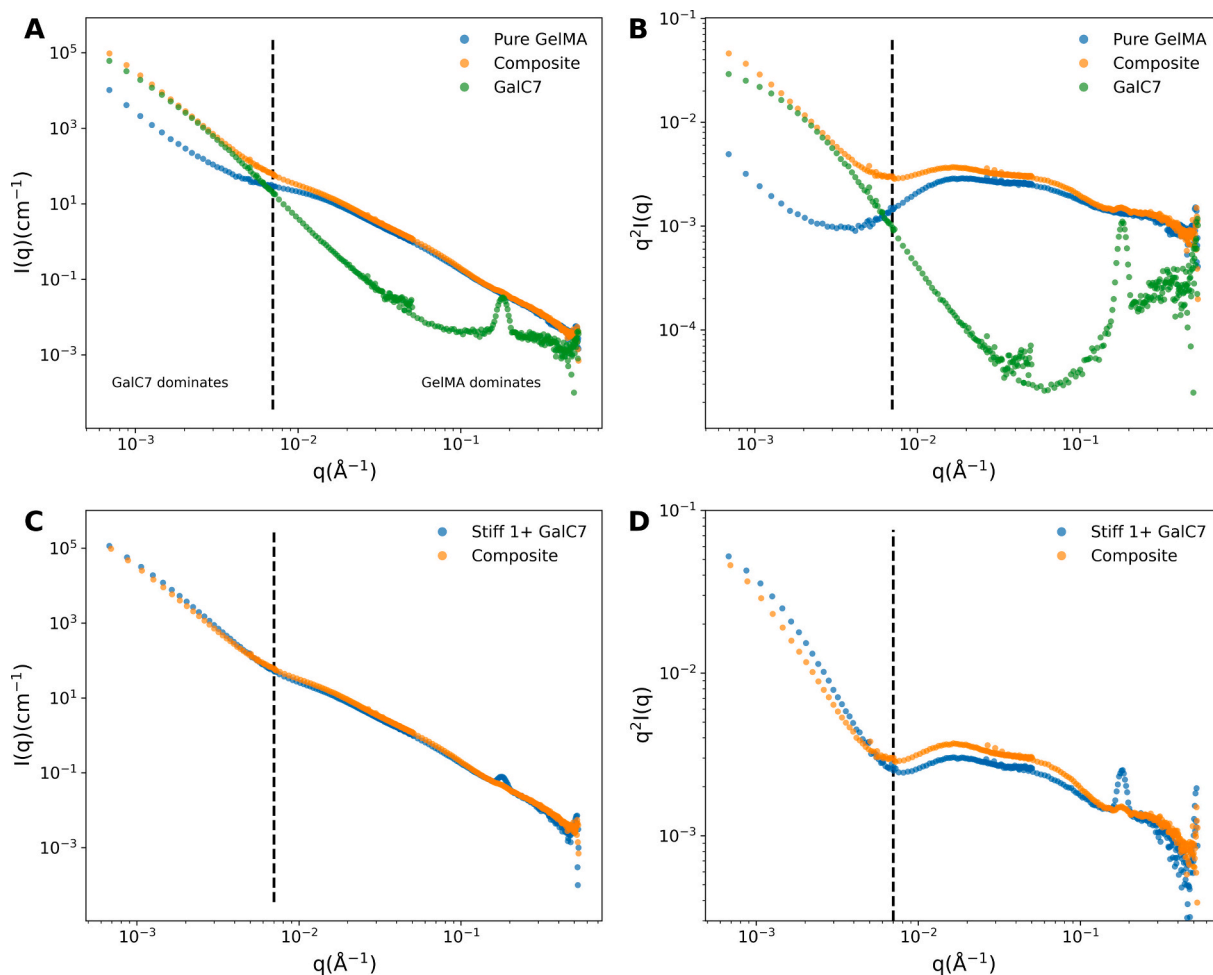 A
Pure GelMA
Composite
GalC7
10⁵
10³
10¹
10⁻¹
10⁻³
I(q)(cm⁻¹)
GalC7 dominates
GelMA dominates
10⁻³
10⁻²
10⁻¹
q(Å⁻¹)
B
Pure GelMA
Composite
GalC7
10⁻¹
10⁻²
10⁻³
10⁻⁴
q²I(q)
10⁻³
10⁻²
10⁻¹
q(Å⁻¹)
C
Stiff 1+ GalC7
Composite
10⁵
10³
10¹
10⁻¹
10⁻³
I(q)(cm⁻¹)
10⁻³
10⁻²
10⁻¹
q(Å⁻¹)
D
Stiff 1+ GalC7
Composite
10⁻¹
10⁻²
10⁻³
q²I(q)
10⁻³
10⁻²
10⁻¹
q(Å⁻¹)